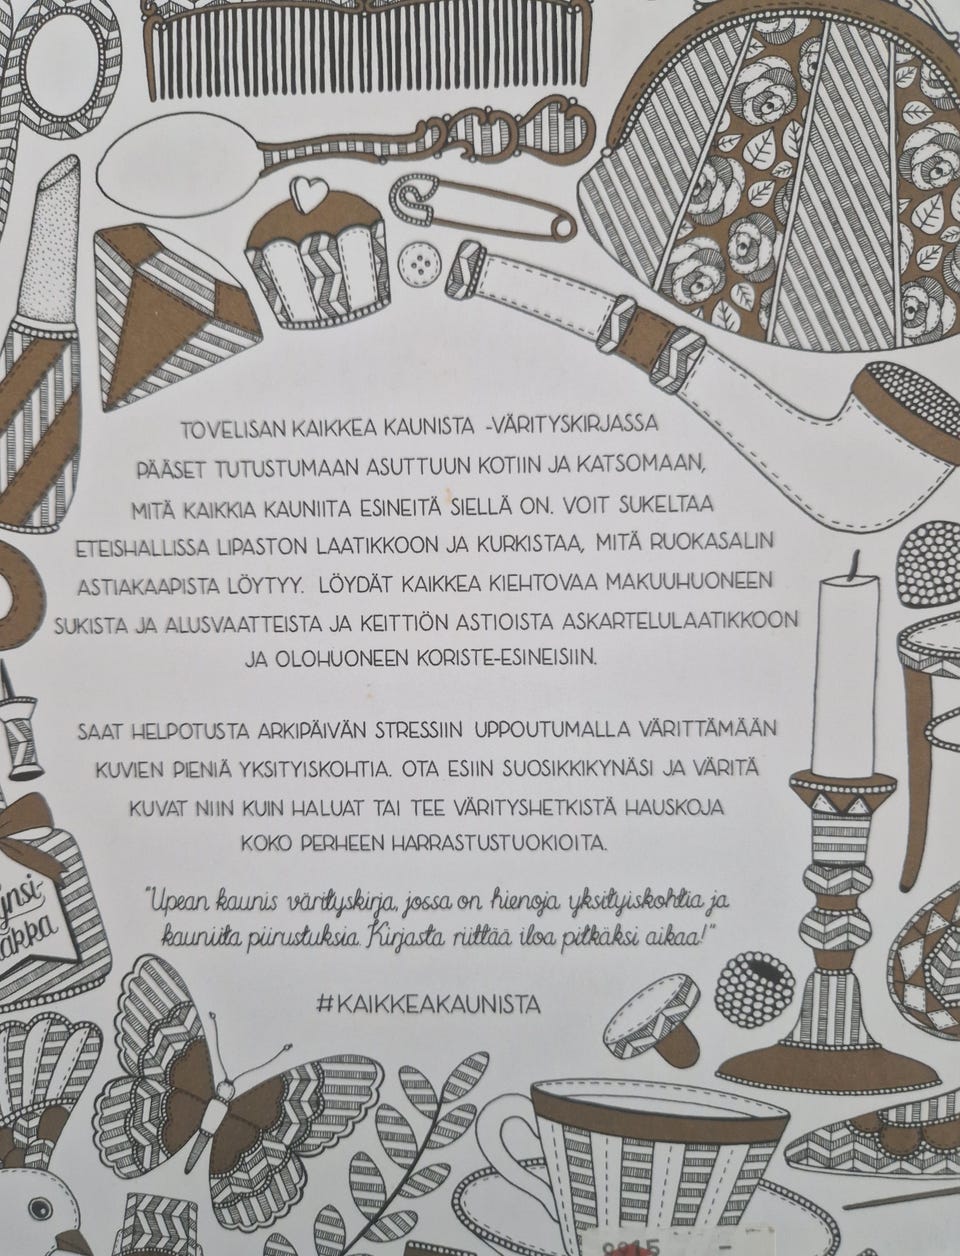 TOVELISAN KAIKKEA KAUNISTA -VÄRITYSKIRJASSA
PÄÄSET TUTUSTUMAAN ASUTTUUN KOTIIN JA KATSOMAAN,
MITÄ KAIKKIA KAUNIITA ESINEITÄ SIELLÄ ON. VOIT SUKELTAA
ETEISHALLISSA LIPASTON LAATIKKOON JA KURKISTAA, MITÄ RUOKASALIN
ASTIAKAAPISTA LÖYTYY. LÖYDÄT KAIKKEA KIEHTOVAA MAKUUHUONEEN
SUKISTA JA ALUSVAATTEISTA JA KEITTIÖN ASTIOISTA ASKARTELULAATIKKOON
JA OLOHUONEEN KORISTE-ESINEISIIN.
SAAT HELPOTUSTA ARKIPÄIVÄN STRESSIIN UPPOUTUMALLA VÄRITTÄMÄÄN
KUVIEN PIENIÄ YKSITYISKOHTIA. OTA ESIIN SUOSIKKIKYNÄSI JA VÄRITÄ
KUVAT NIIN KUIN HALUAT TAI TEE VÄRITYSHETKISTÄ HAUSKOJA
KOKO PERHEEN HARRASTUSTUOKIOITA.
"Upean kaunis värityskirja, jossa on hienoja yksityiskohtia ja
kauniita piirustuksia. Kirjasta riittää iloa pitkäksi aikaa!"
#KAIKKEAKAUNISTA